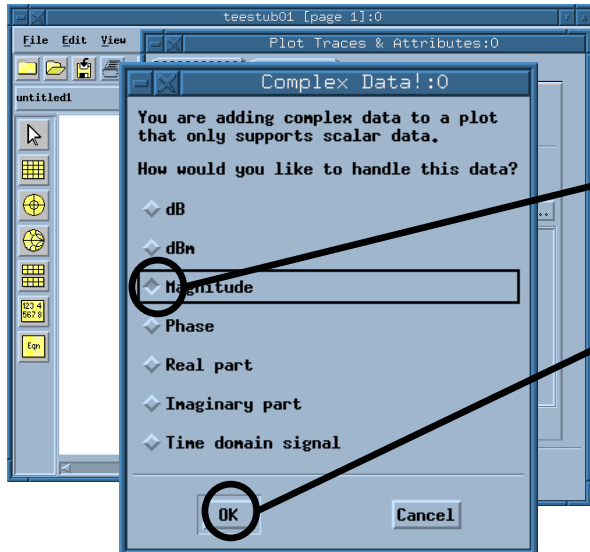 teestub01 [page 1]:0
File Edit View
Plot Traces & Attributes:0
untitled1
Complex Data!:0
You are adding complex data to a plot
that only supports scalar data.
How would you like to handle this data?
dB
dBm
Magnitude
Phase
Real part
Imaginary part
Time domain signal
OK
Cancel
123 4
567 8
Eqn
..